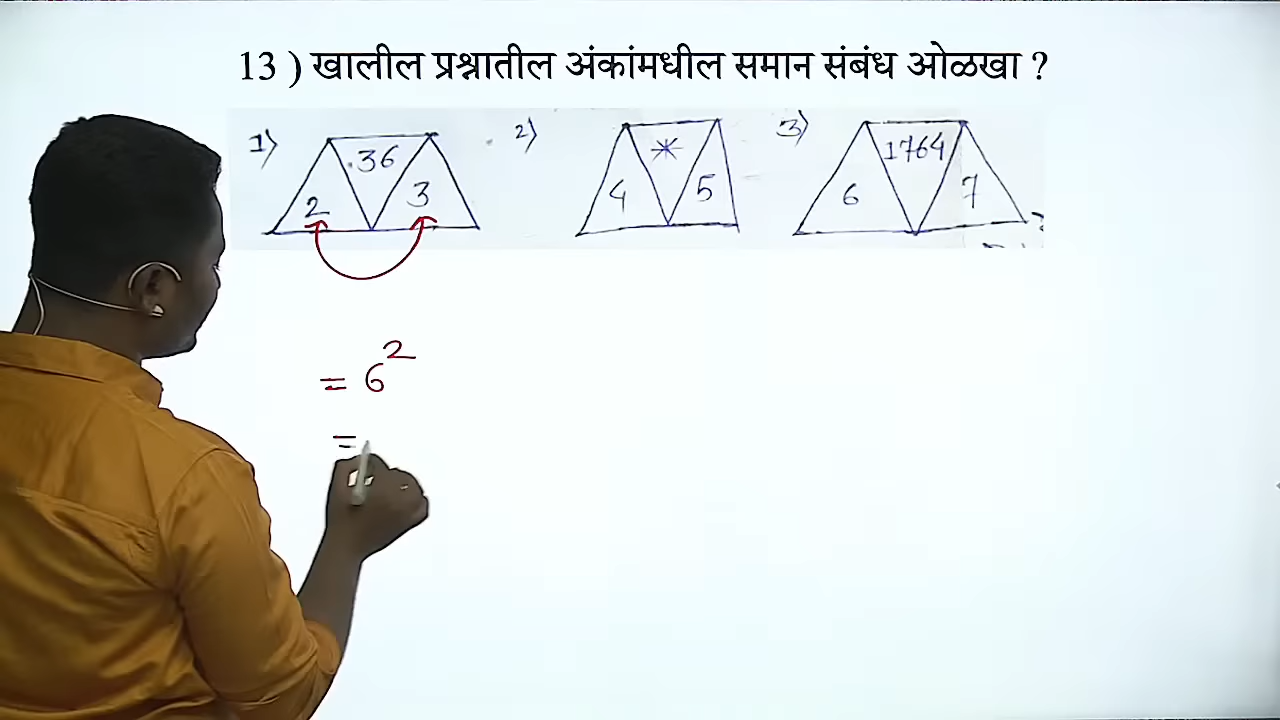 13 ) खालील प्रश्नातील अंकांमधील समान संबंध ओळखा ?
1) 36 2 3
2) * 4 5
3) 1764 6 7
= 6²
=